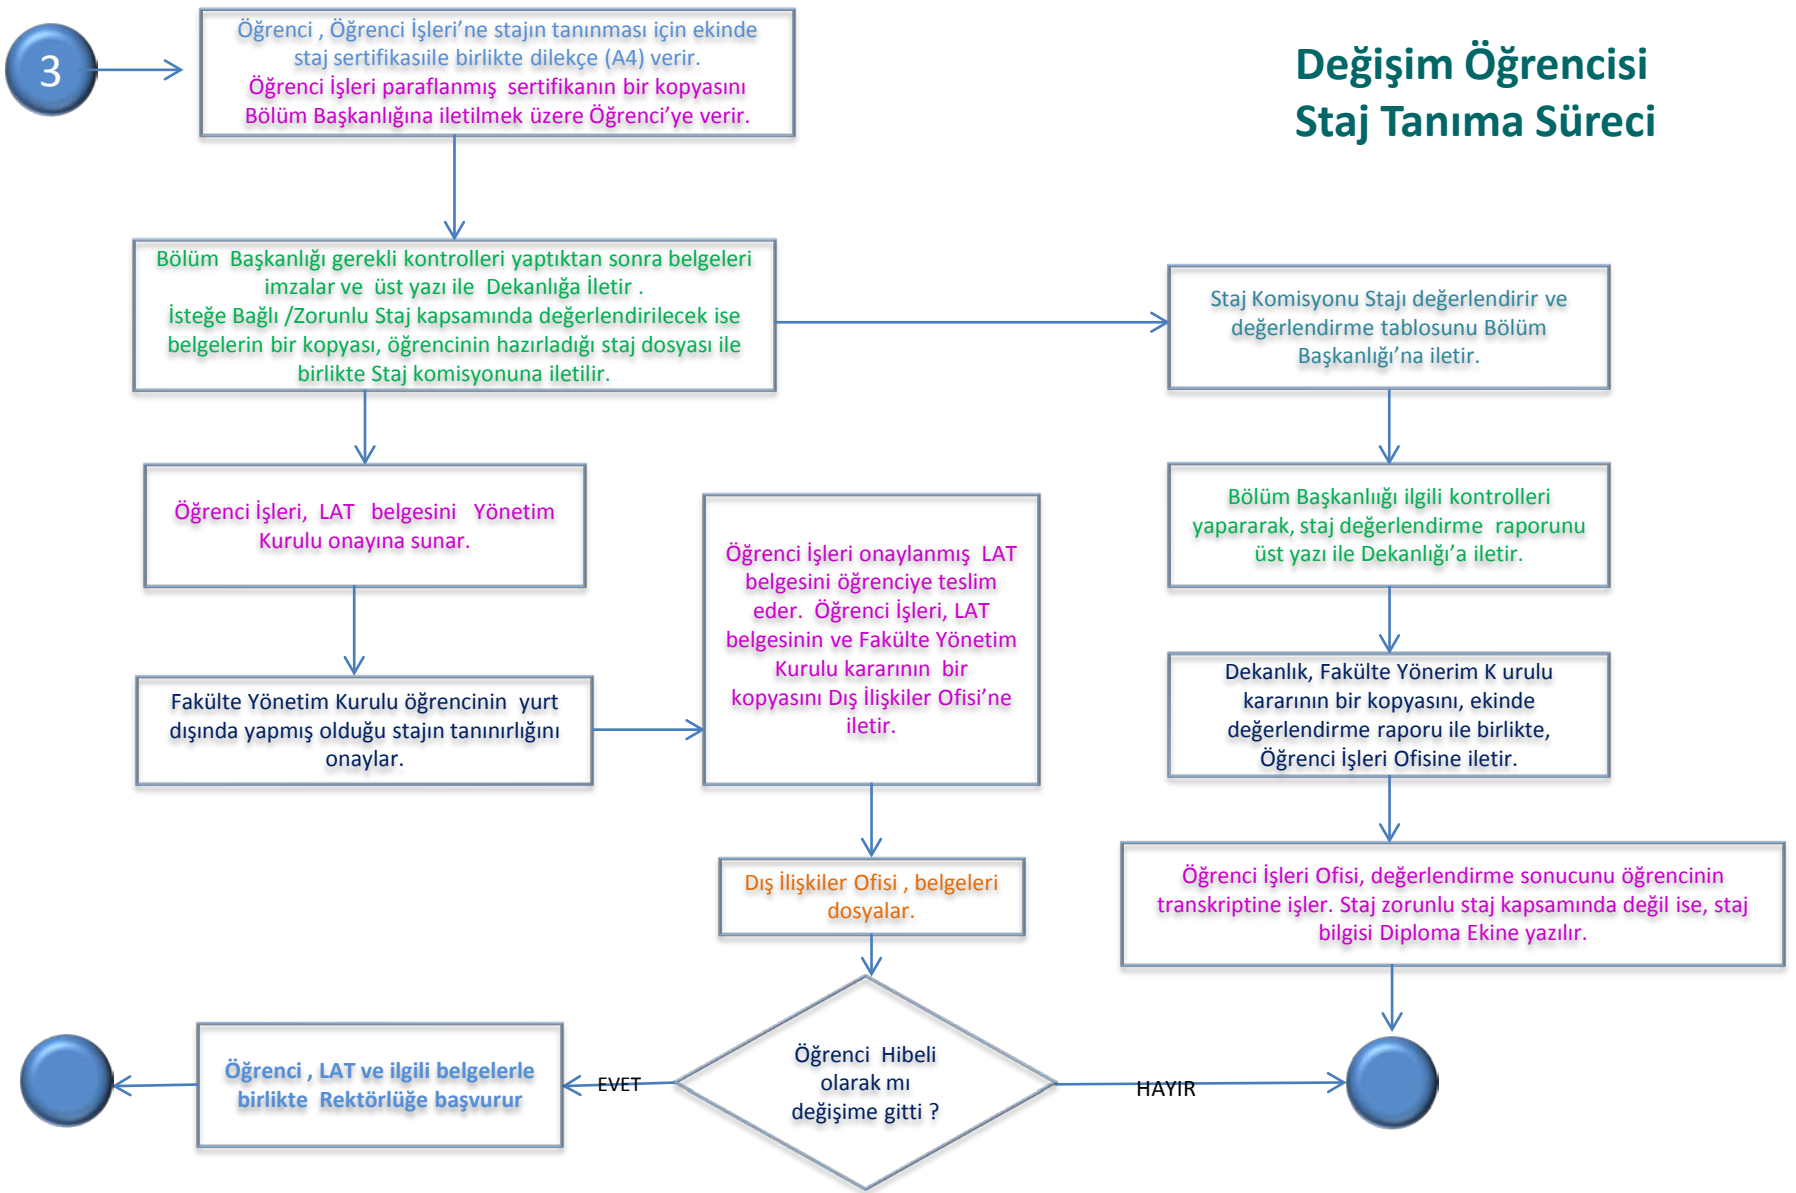 3
Öğrenci , Öğrenci İşleri’ne stajın tanınması için ekinde
staj sertifikasıile birlikte dilekçe (A4) verir.
Öğrenci İşleri paraflanmış sertifikanın bir kopyasını
Bölüm Başkanlığına iletilmek üzere Öğrenci’ye verir.
Değişim Öğrencisi
Staj Tanıma Süreci
Bölüm Başkanlığı gerekli kontrolleri yaptıktan sonra belgeleri
imzalar ve üst yazı ile Dekanlığa İletir .
İsteğe Bağlı /Zorunlu Staj kapsamında değerlendirilecek ise
belgelerin bir kopyası, öğrencinin hazırladığı staj dosyası ile
birlikte Staj komisyonuna iletilir.
Staj Komisyonu Stajı değerlendirir ve
değerlendirme tablosunu Bölüm
Başkanlığı’na iletir.
Öğrenci İşleri, LAT belgesini Yönetim
Kurulu onayına sunar.
Öğrenci İşleri onaylanmış LAT
belgesini öğrenciye teslim
eder. Öğrenci İşleri, LAT
belgesinin ve Fakülte Yönetim
Kurulu kararının bir
kopyasını Dış İlişkiler Ofisi’ne
iletir.
Bölüm Başkanlıığı ilgili kontrolleri
yapararak, staj değerlendirme raporunu
üst yazı ile Dekanlığı’a iletir.
Fakülte Yönetim Kurulu öğrencinin yurt
dışında yapmış olduğu stajın tanınırlığını
onaylar.
Dekanlık, Fakülte Yönerim K urulu
kararının bir kopyasını, ekinde
değerlendirme raporu ile birlikte,
Öğrenci İşleri Ofisine iletir.
Dış İlişkiler Ofisi , belgeleri
dosyalar.
Öğrenci İşleri Ofisi, değerlendirme sonucunu öğrencinin
transkriptine işler. Staj zorunlu staj kapsamında değil ise, staj
bilgisi Diploma Ekine yazılır.
Öğrenci , LAT ve ilgili belgelerle
birlikte Rektörlüğe başvurur
EVET
Öğrenci Hibeli
olarak mı
değişime gitti ?
HAYIR